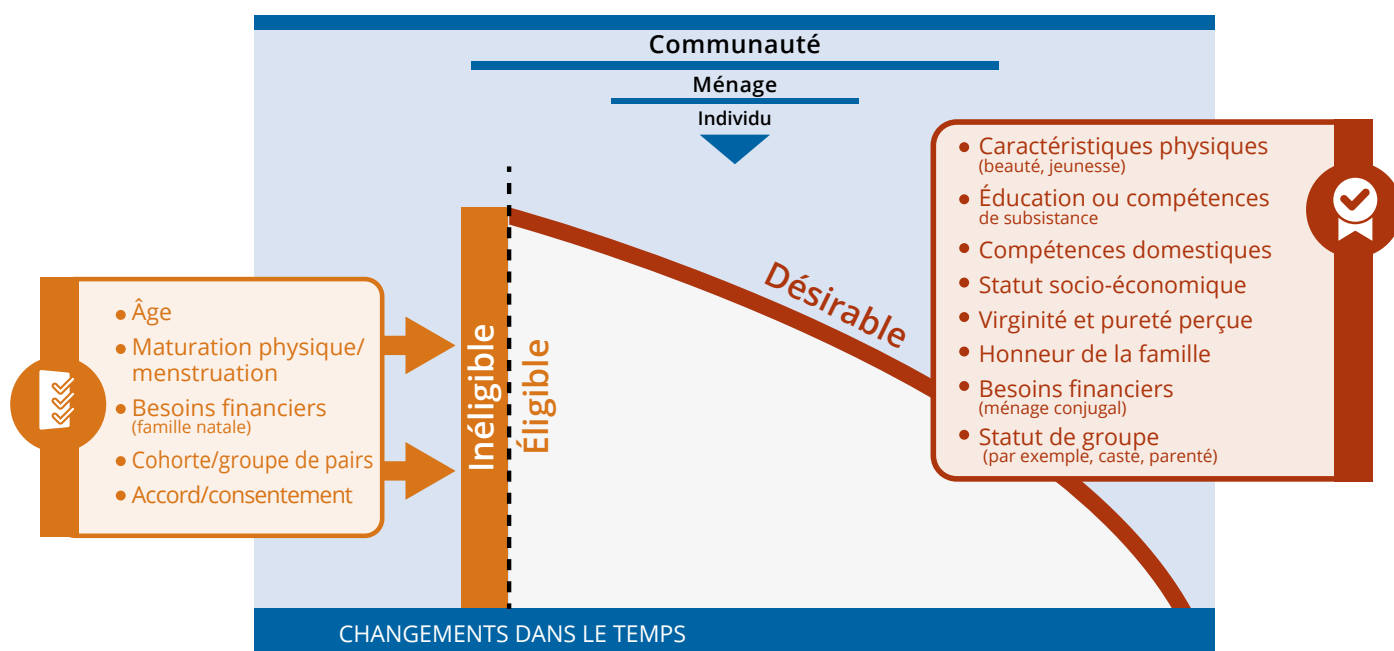 Communauté
Ménage
Individu
• Âge
• Maturation physique/
menstruation
• Besoins financiers
(famille natale)
• Cohorte/groupe de pairs
• Accord/consentement
Inéligible
Éligible
Désirable
• Caractéristiques physiques
(beauté, jeunesse)
• Éducation ou compétences
de subsistance
• Compétences domestiques
• Statut socio-économique
• Virginité et pureté perçue
• Honneur de la famille
• Besoins financiers
(ménage conjugal)
• Statut de groupe
(par exemple, caste, parenté)
CHANGEMENTS DANS LE TEMPS